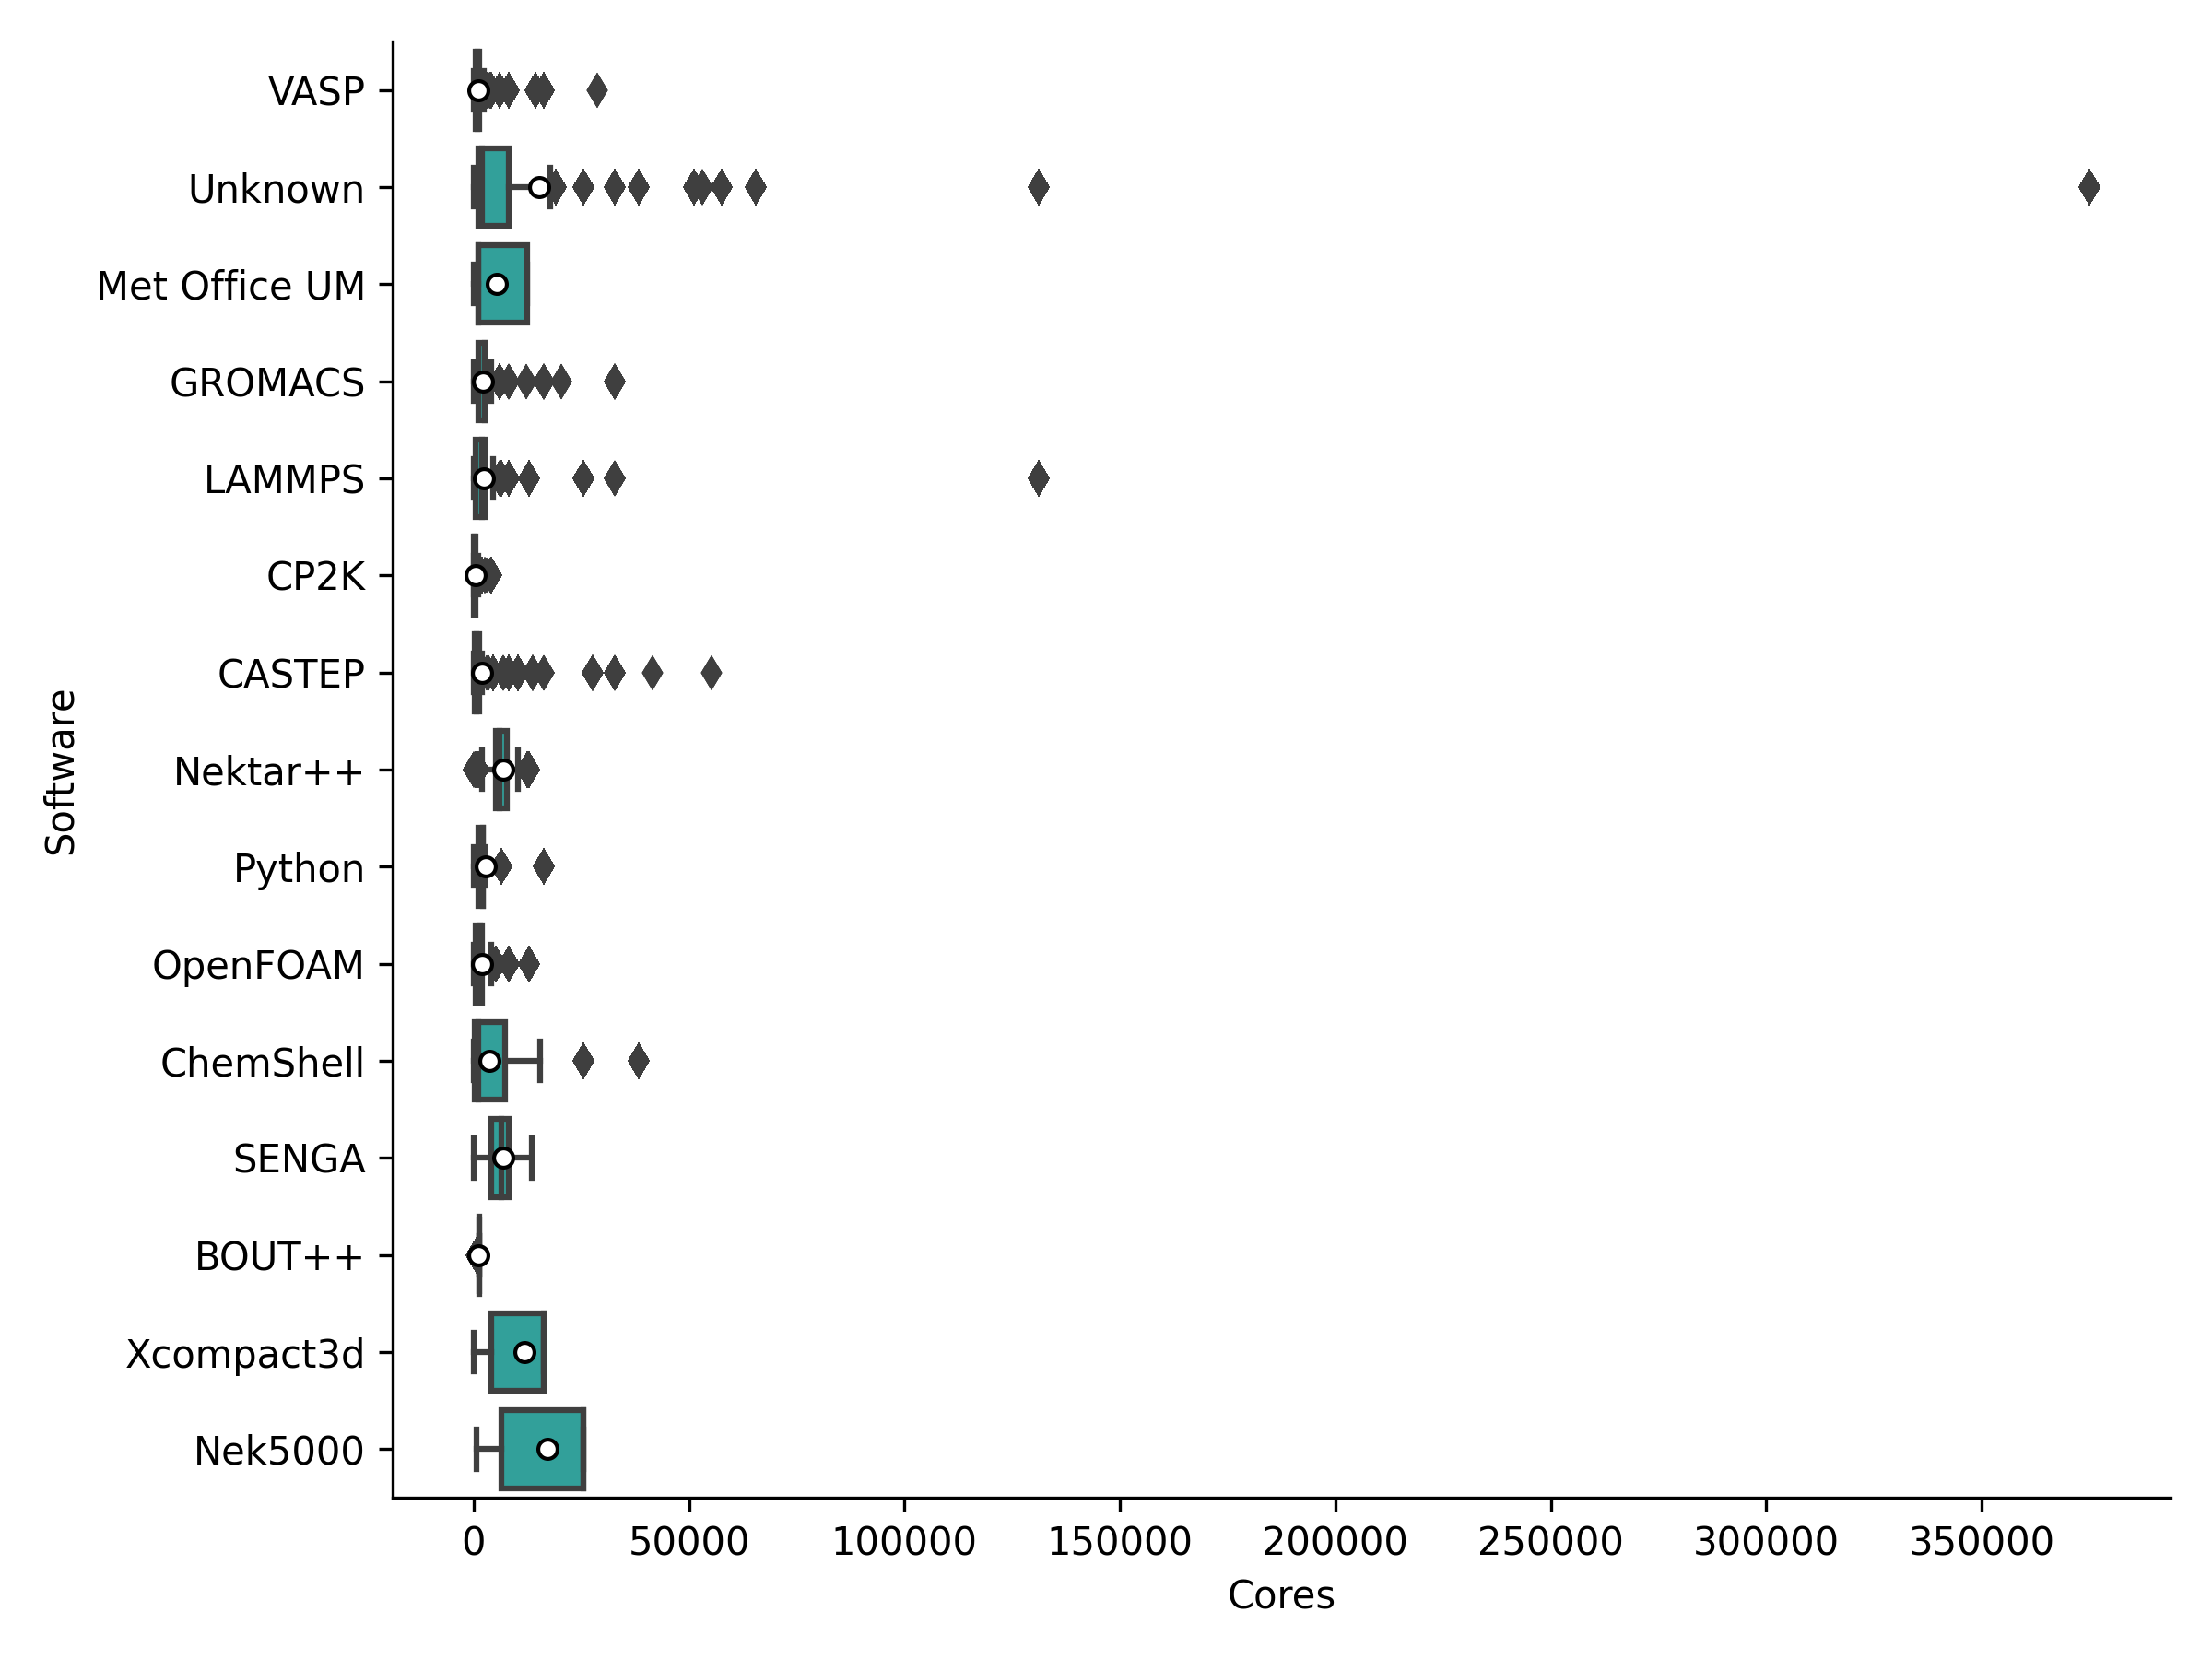 VASP
Unknown
Met Office UM
GROMACS
LAMMPS
CP2K
CASTEP
Nektar++
Python
OpenFOAM
ChemShell
SENGA
BOUT++
Xcompact3d
Nek5000
Software
0 50000 100000 150000 200000 250000 300000 350000
Cores